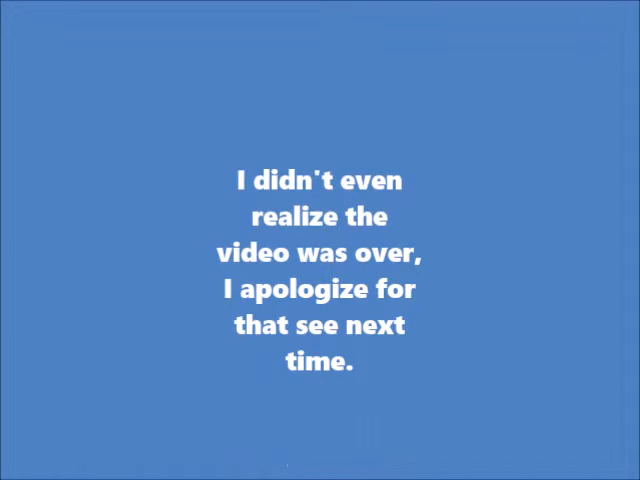 I didn't even
realize the
video was over,
I apologize for
that see next
time.